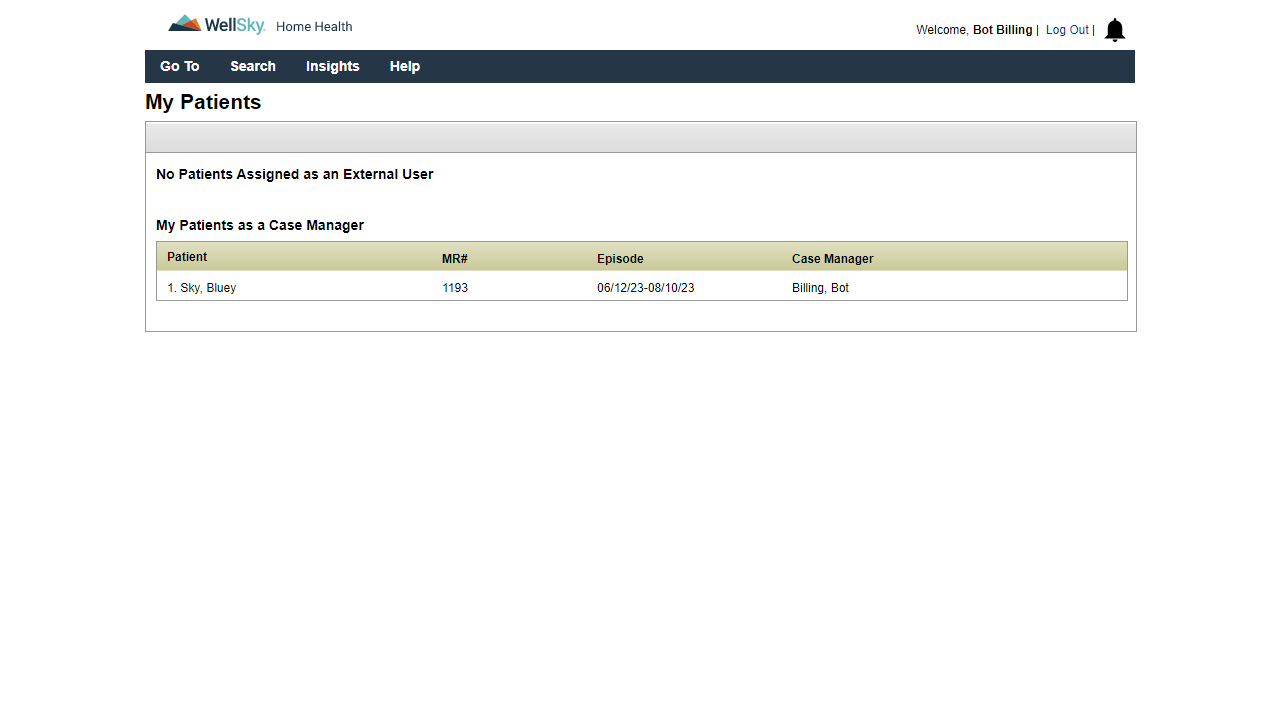 WellSky. Home Health
Welcome, Bot Billing | Log Out |
Go To Search Insights Help
My Patients
No Patients Assigned as an External User
My Patients as a Case Manager
Patient MR# Episode Case Manager
1. Sky, Bluey 1193 06/12/23-08/10/23 Billing, Bot